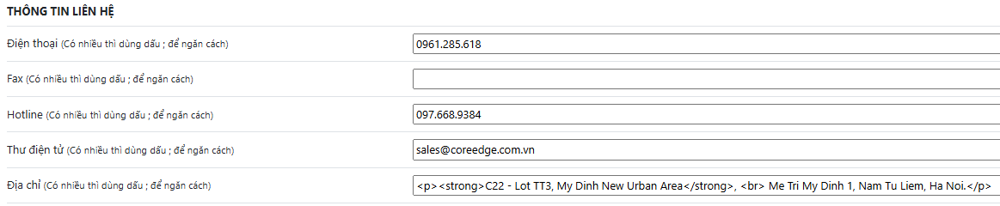 THÔNG TIN LIÊN HỆ
Điện thoại (Có nhiều thì dùng dấu ; để ngăn cách) 0961.285.618
Fax (Có nhiều thì dùng dấu ; để ngăn cách)
Hotline (Có nhiều thì dùng dấu ; để ngăn cách) 097.668.9384
Thư điện tử (Có nhiều thì dùng dấu ; để ngăn cách) sales@coreedge.com.vn
Địa chỉ (Có nhiều thì dùng dấu ; để ngăn cách) <p><strong>C22 - Lot TT3, My Dinh New Urban Area</strong>, <br> Me Tri My Dinh 1, Nam Tu Liem, Ha Noi.</p>